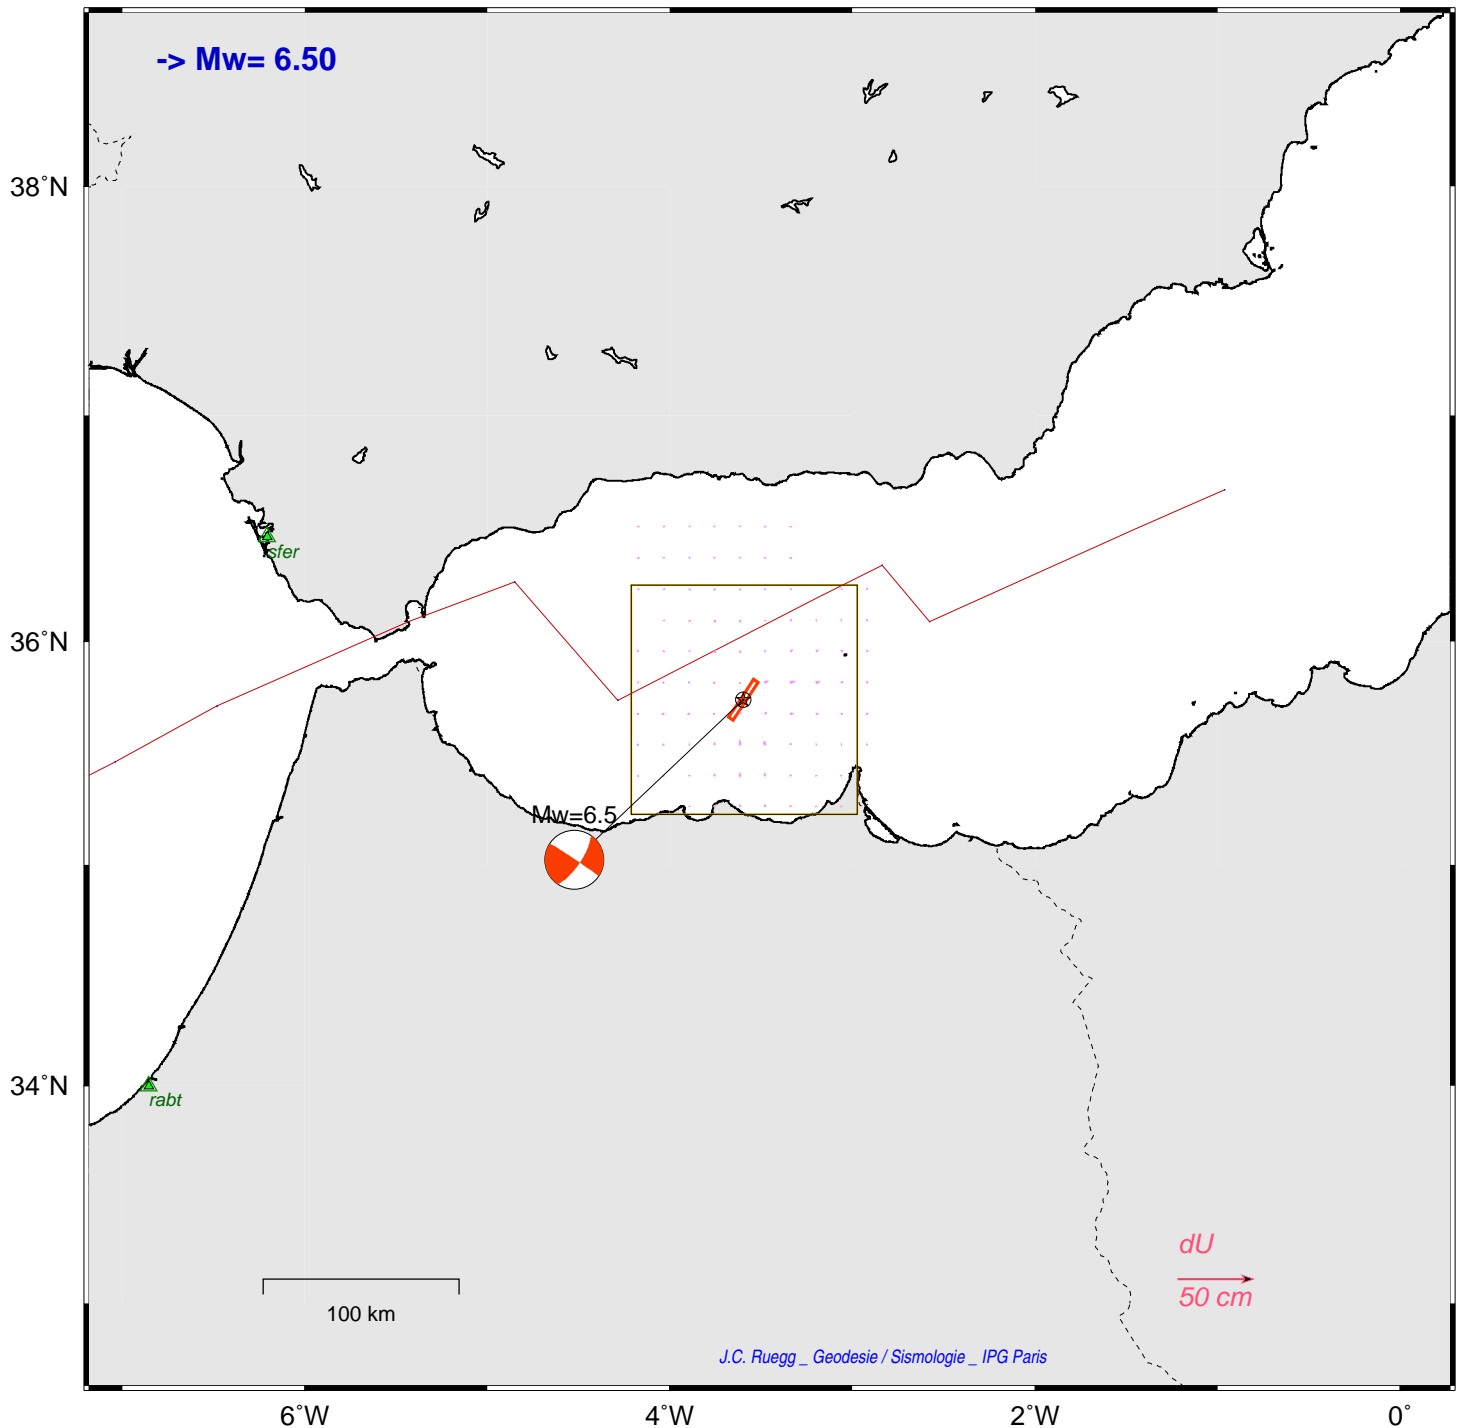 -> Mw= 6.50
38°N
sfer
36°N
Mw=6.5
34°N
rabt
dU
50 cm
100 km
J.C. Ruegg _ Geodesie / Sismologie _ IPG Paris
6°W
4°W
2°W
0°